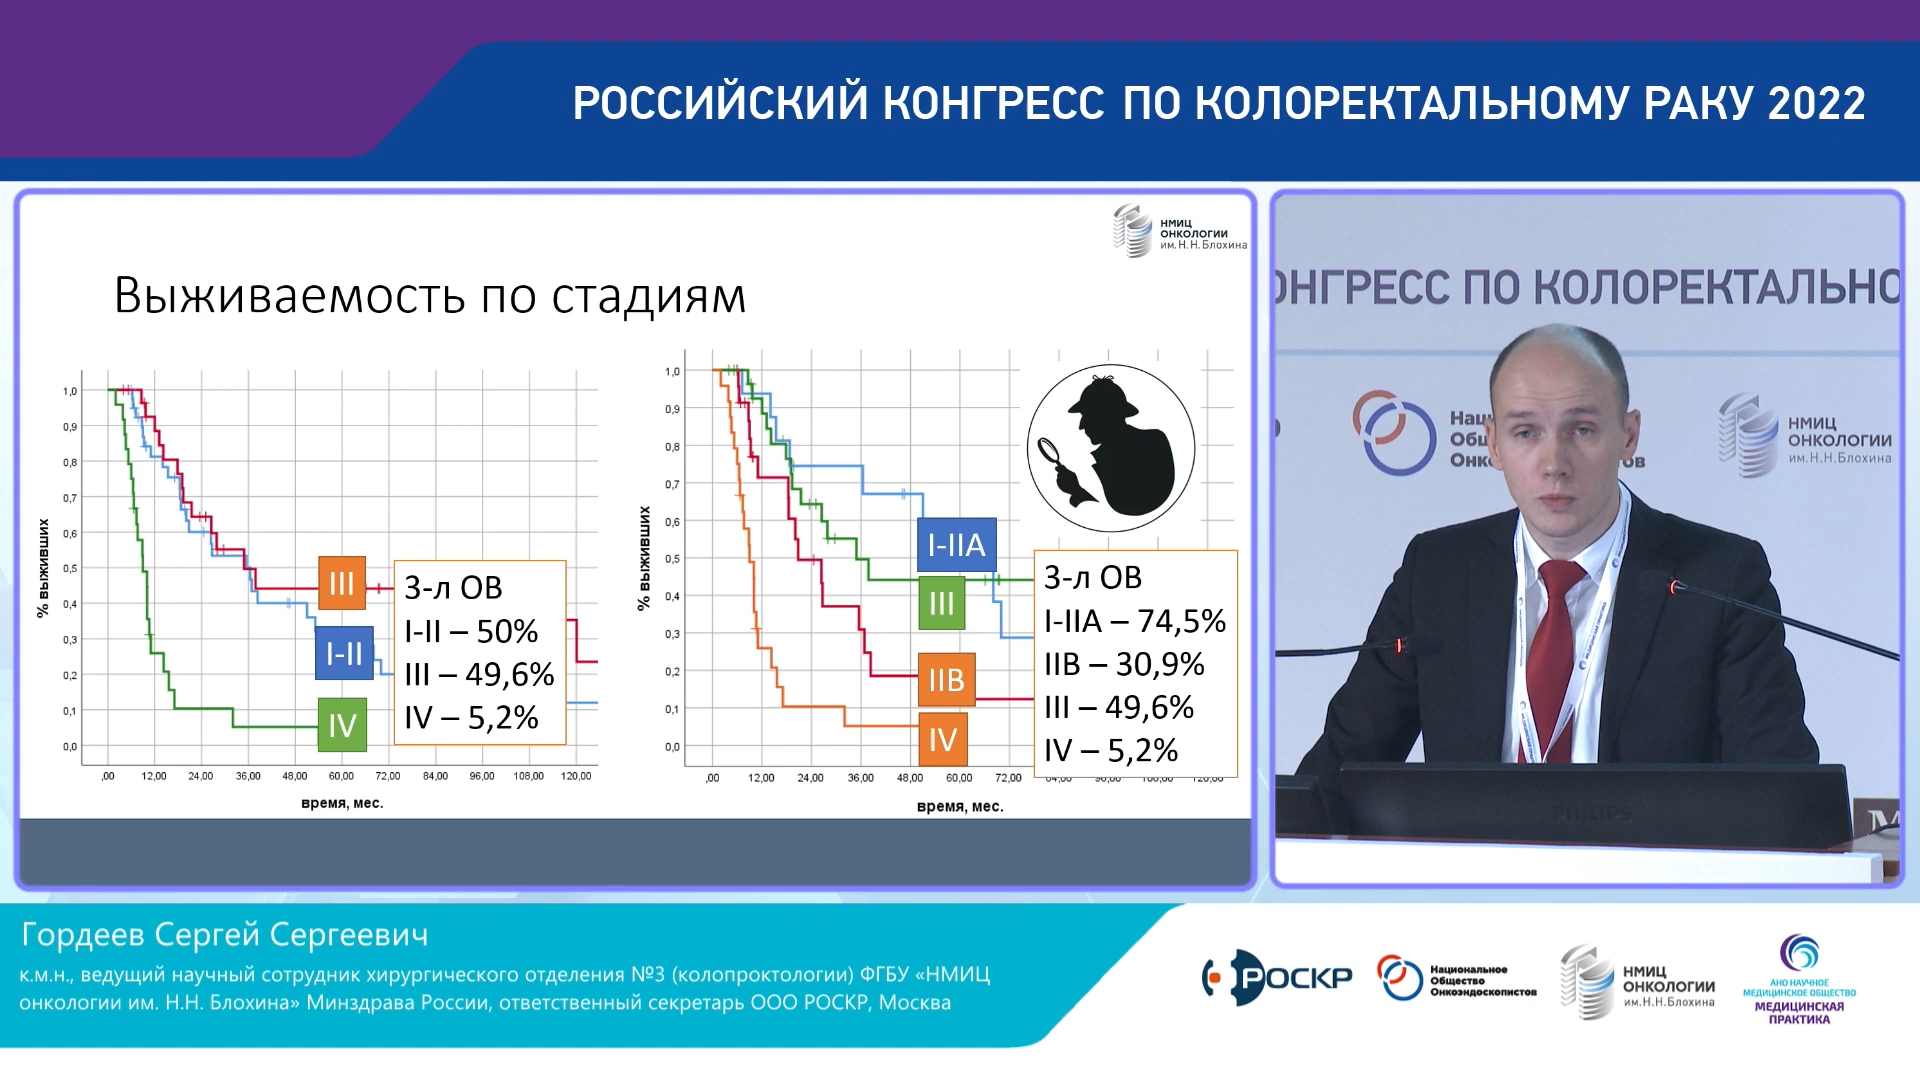 РОССИЙСКИЙ КОНГРЕСС ПО КОЛОРЕКТАЛЬНОМУ РАКУ 2022
НМИЦ
ОНКОЛОГИИ
им. Н.Н. Блохина
Выживаемость по стадиям
% выживших
1,0
0,9
0,8
0,7
0,6
0,5
0,4
0,3
0,2
0,1
0,0
,00 12,00 24,00 36,00 48,00 60,00 72,00 84,00 96,00 108,00 120,00
время, мес.
III
I-II
IV
3-л ОВ
I-II – 50%
III – 49,6%
IV – 5,2%
% выживших
1,0
0,9
0,8
0,7
0,6
0,5
0,4
0,3
0,2
0,1
0,0
,00 12,00 24,00 36,00 48,00 60,00 72,00 84,00 96,00 108,00 120,00
время, мес.
I-IIA
III
IIB
IV
3-л ОВ
I-IIA – 74,5%
IIB – 30,9%
III – 49,6%
IV – 5,2%
ОНГРЕСС ПО КОЛОРЕКТАЛЬНО
НМИЦ
ОНКОЛОГИИ
им. Н.Н. Блохина
PHILIPS
Гордеев Сергей Сергеевич
к.м.н., ведущий научный сотрудник хирургического отделения №3 (колопроктологии) ФГБУ «НМИЦ
онкологии им. Н.Н. Блохина» Минздрава России, ответственный секретарь ООО РОСКР, Москва
РОСКР
Национальное
Общество
Онкоэндоскопистов
НМИЦ
ОНКОЛОГИИ
им. Н.Н. Блохина
АНО НАУЧНОЕ
МЕДИЦИНСКОЕ ОБЩЕСТВО
МЕДИЦИНСКАЯ
ПРАКТИКА